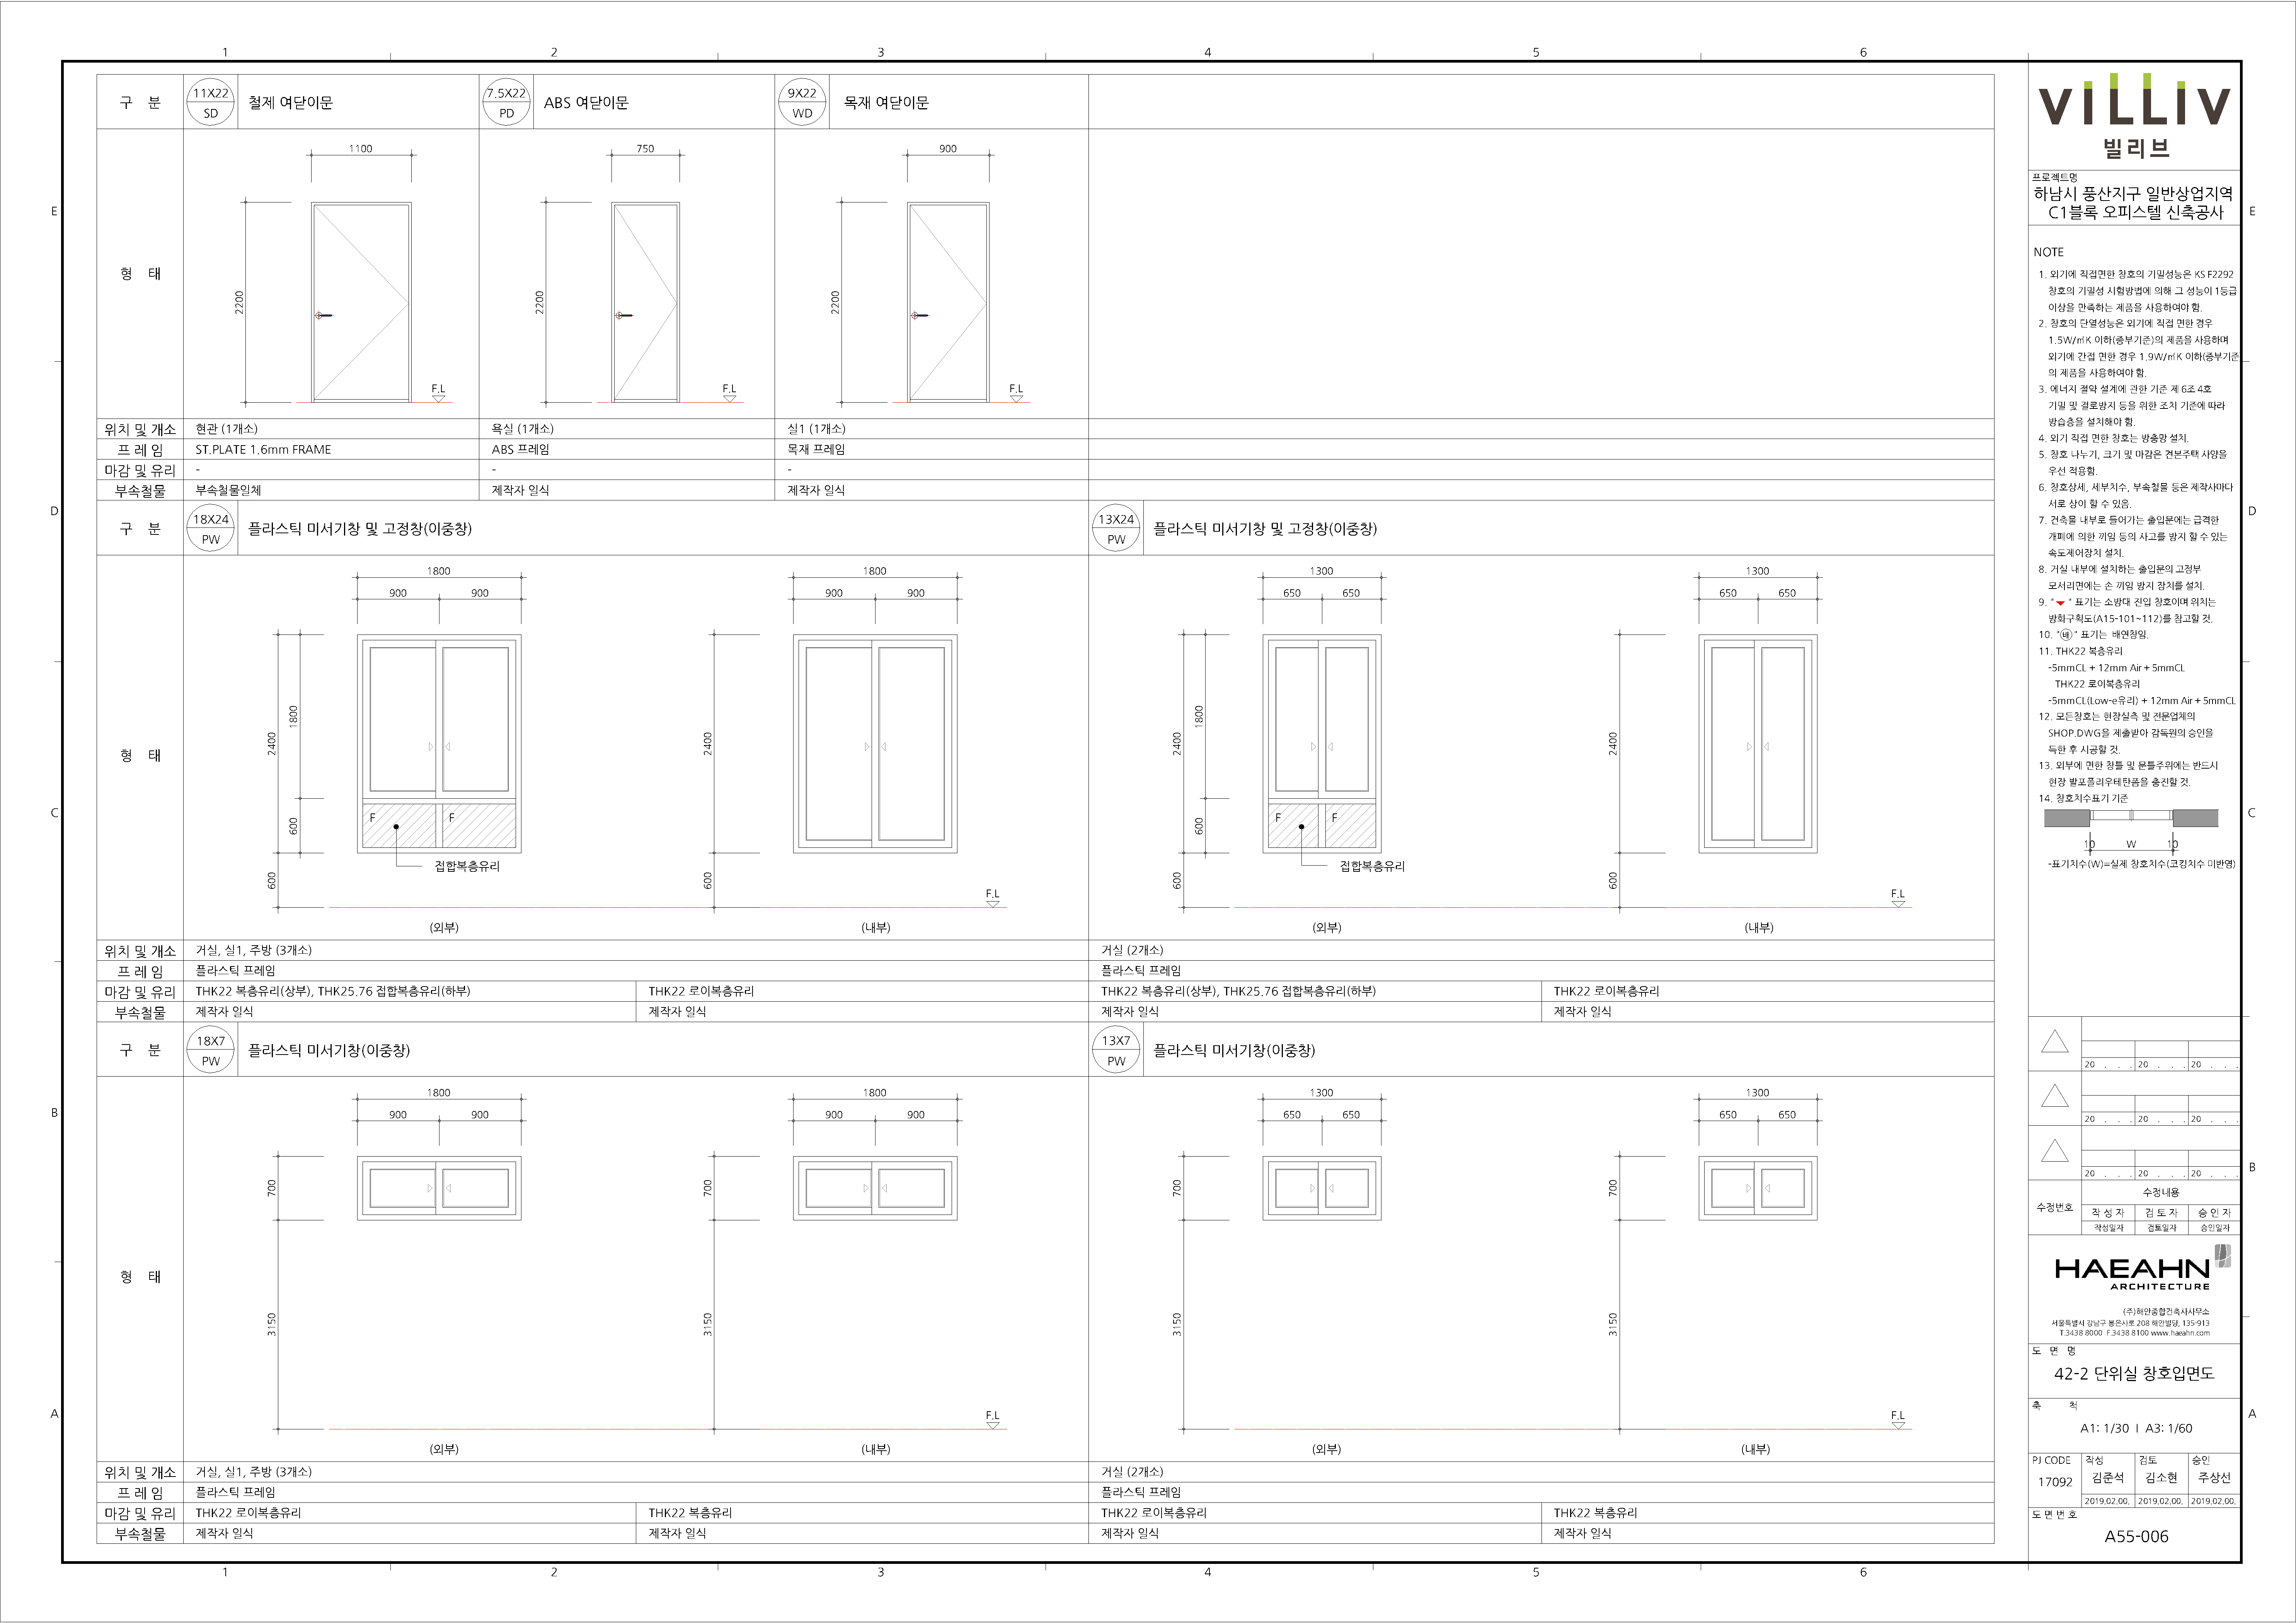 1 2 3 4 5 6
구 분
11X22
SD
철제 여닫이문
7.5X22
PD
ABS 여닫이문
9X22
WD
목재 여닫이문
형 태
1100
2200
F.L
750
2200
F.L
900
2200
F.L
위치 및 개소 현관 (1개소) 욕실 (1개소) 실1 (1개소)
프 레 임 ST.PLATE 1.6mm FRAME ABS 프레임 목재 프레임
마감 및 유리 - - -
부속철물 부속철물일체 제작자 일식 제작자 일식
구 분
18X24
PW
플라스틱 미서기창 및 고정창(이중창)
13X24
PW
플라스틱 미서기창 및 고정창(이중창)
형 태
1800
900 900
2400
1800
600
600
F F
접합복층유리
(외부)
1800
900 900
2400
600
F.L
(내부)
1300
650 650
2400
1800
600
600
F F
접합복층유리
(외부)
1300
650 650
2400
600
F.L
(내부)
위치 및 개소 거실, 실1, 주방 (3개소) 거실 (2개소)
프 레 임 플라스틱 프레임 플라스틱 프레임
마감 및 유리 THK22 복층유리(상부), THK25.76 접합복층유리(하부) THK22 로이복층유리 THK22 복층유리(상부), THK25.76 접합복층유리(하부) THK22 로이복층유리
부속철물 제작자 일식 제작자 일식 제작자 일식 제작자 일식
구 분
18X7
PW
플라스틱 미서기창(이중창)
13X7
PW
플라스틱 미서기창(이중창)
형 태
1800
900 900
700
3150
(외부)
1800
900 900
700
3150
F.L
(내부)
1300
650 650
700
3150
(외부)
1300
650 650
700
3150
F.L
(내부)
위치 및 개소 거실, 실1, 주방 (3개소) 거실 (2개소)
프 레 임 플라스틱 프레임 플라스틱 프레임
마감 및 유리 THK22 로이복층유리 THK22 복층유리 THK22 로이복층유리 THK22 복층유리
부속철물 제작자 일식 제작자 일식 제작자 일식 제작자 일식
E
D
C
B
A
E
D
C
B
A
1 2 3 4 5 6
VILLIV
빌리브
프로젝트명
하남시 풍산지구 일반상업지역
C1블록 오피스텔 신축공사
NOTE
1. 외기에 직접면한 창호의 기밀성능은 KS F2292
창호의 기밀성 시험방법에 의해 그 성능이 1등급
이상을 만족하는 제품을 사용하여야 함.
2. 창호의 단열성능은 외기에 직접 면한 경우
1.5W/㎡K 이하(중부기준)의 제품을 사용하며
외기에 간접 면한 경우 1.9W/㎡K 이하(중부기준
의 제품을 사용하여야 함.
3. 에너지 절약 설계에 관한 기준 제 6조 4호
기밀 및 결로방지 등을 위한 조치 기준에 따라
방습층을 설치해야 함.
4. 외기 직접 면한 창호는 방충망 설치.
5. 창호 나누기, 크기 및 마감은 견본주택 사양을
우선 적용함.
6. 창호상세, 세부치수, 부속철물 등은 제작사마다
서로 상이 할 수 있음.
7. 건축물 내부로 들어가는 출입문에는 급격한
개폐에 의한 끼임 등의 사고를 방지 할 수 있는
속도제어장치 설치.
8. 거실 내부에 설치하는 출입문의 고정부
모서리면에는 손 끼임 방지 장치를 설치.
9. "▼" 표기는 소방대 진입 창호이며 위치는
방화구획도(A15-101~112)를 참고할 것.
10. "배" 표기는 배연창임.
11. THK22 복층유리
-5mmCL + 12mm Air + 5mmCL
THK22 로이복층유리
-5mmCL(Low-e유리) + 12mm Air + 5mmCL
12. 모든창호는 현장실측 및 전문업체의
SHOP.DWG을 제출받아 감독원의 승인을
득한 후 시공할 것.
13. 외부에 면한 창틀 및 문틀주위에는 반드시
현장 발포폴리우레탄폼을 충진할 것.
14. 창호치수표기 기준
10 W 10
-표기치수(W)=실제 창호치수(코킹치수 미반영)
20 . . . 20 . . . 20 . . .
20 . . . 20 . . . 20 . . .
20 . . . 20 . . . 20 . . .
수정번호
수정내용
작 성 자 검 토 자 승 인 자
작성일자 검토일자 승인일자
HAEAHN
ARCHITECTURE
(주)해안종합건축사사무소
서울특별시 강남구 봉은사로 208 해안빌딩, 135-913
T.3438 8000 F.3438 8100 www.haeahn.com
도 면 명
42-2 단위실 창호입면도
축 척
A1: 1/30 I A3: 1/60
PJ CODE 작성 검토 승인
17092 김준석 김소현 주상선
2019.02.00. 2019.02.00. 2019.02.00.
도 면 번 호
A55-006